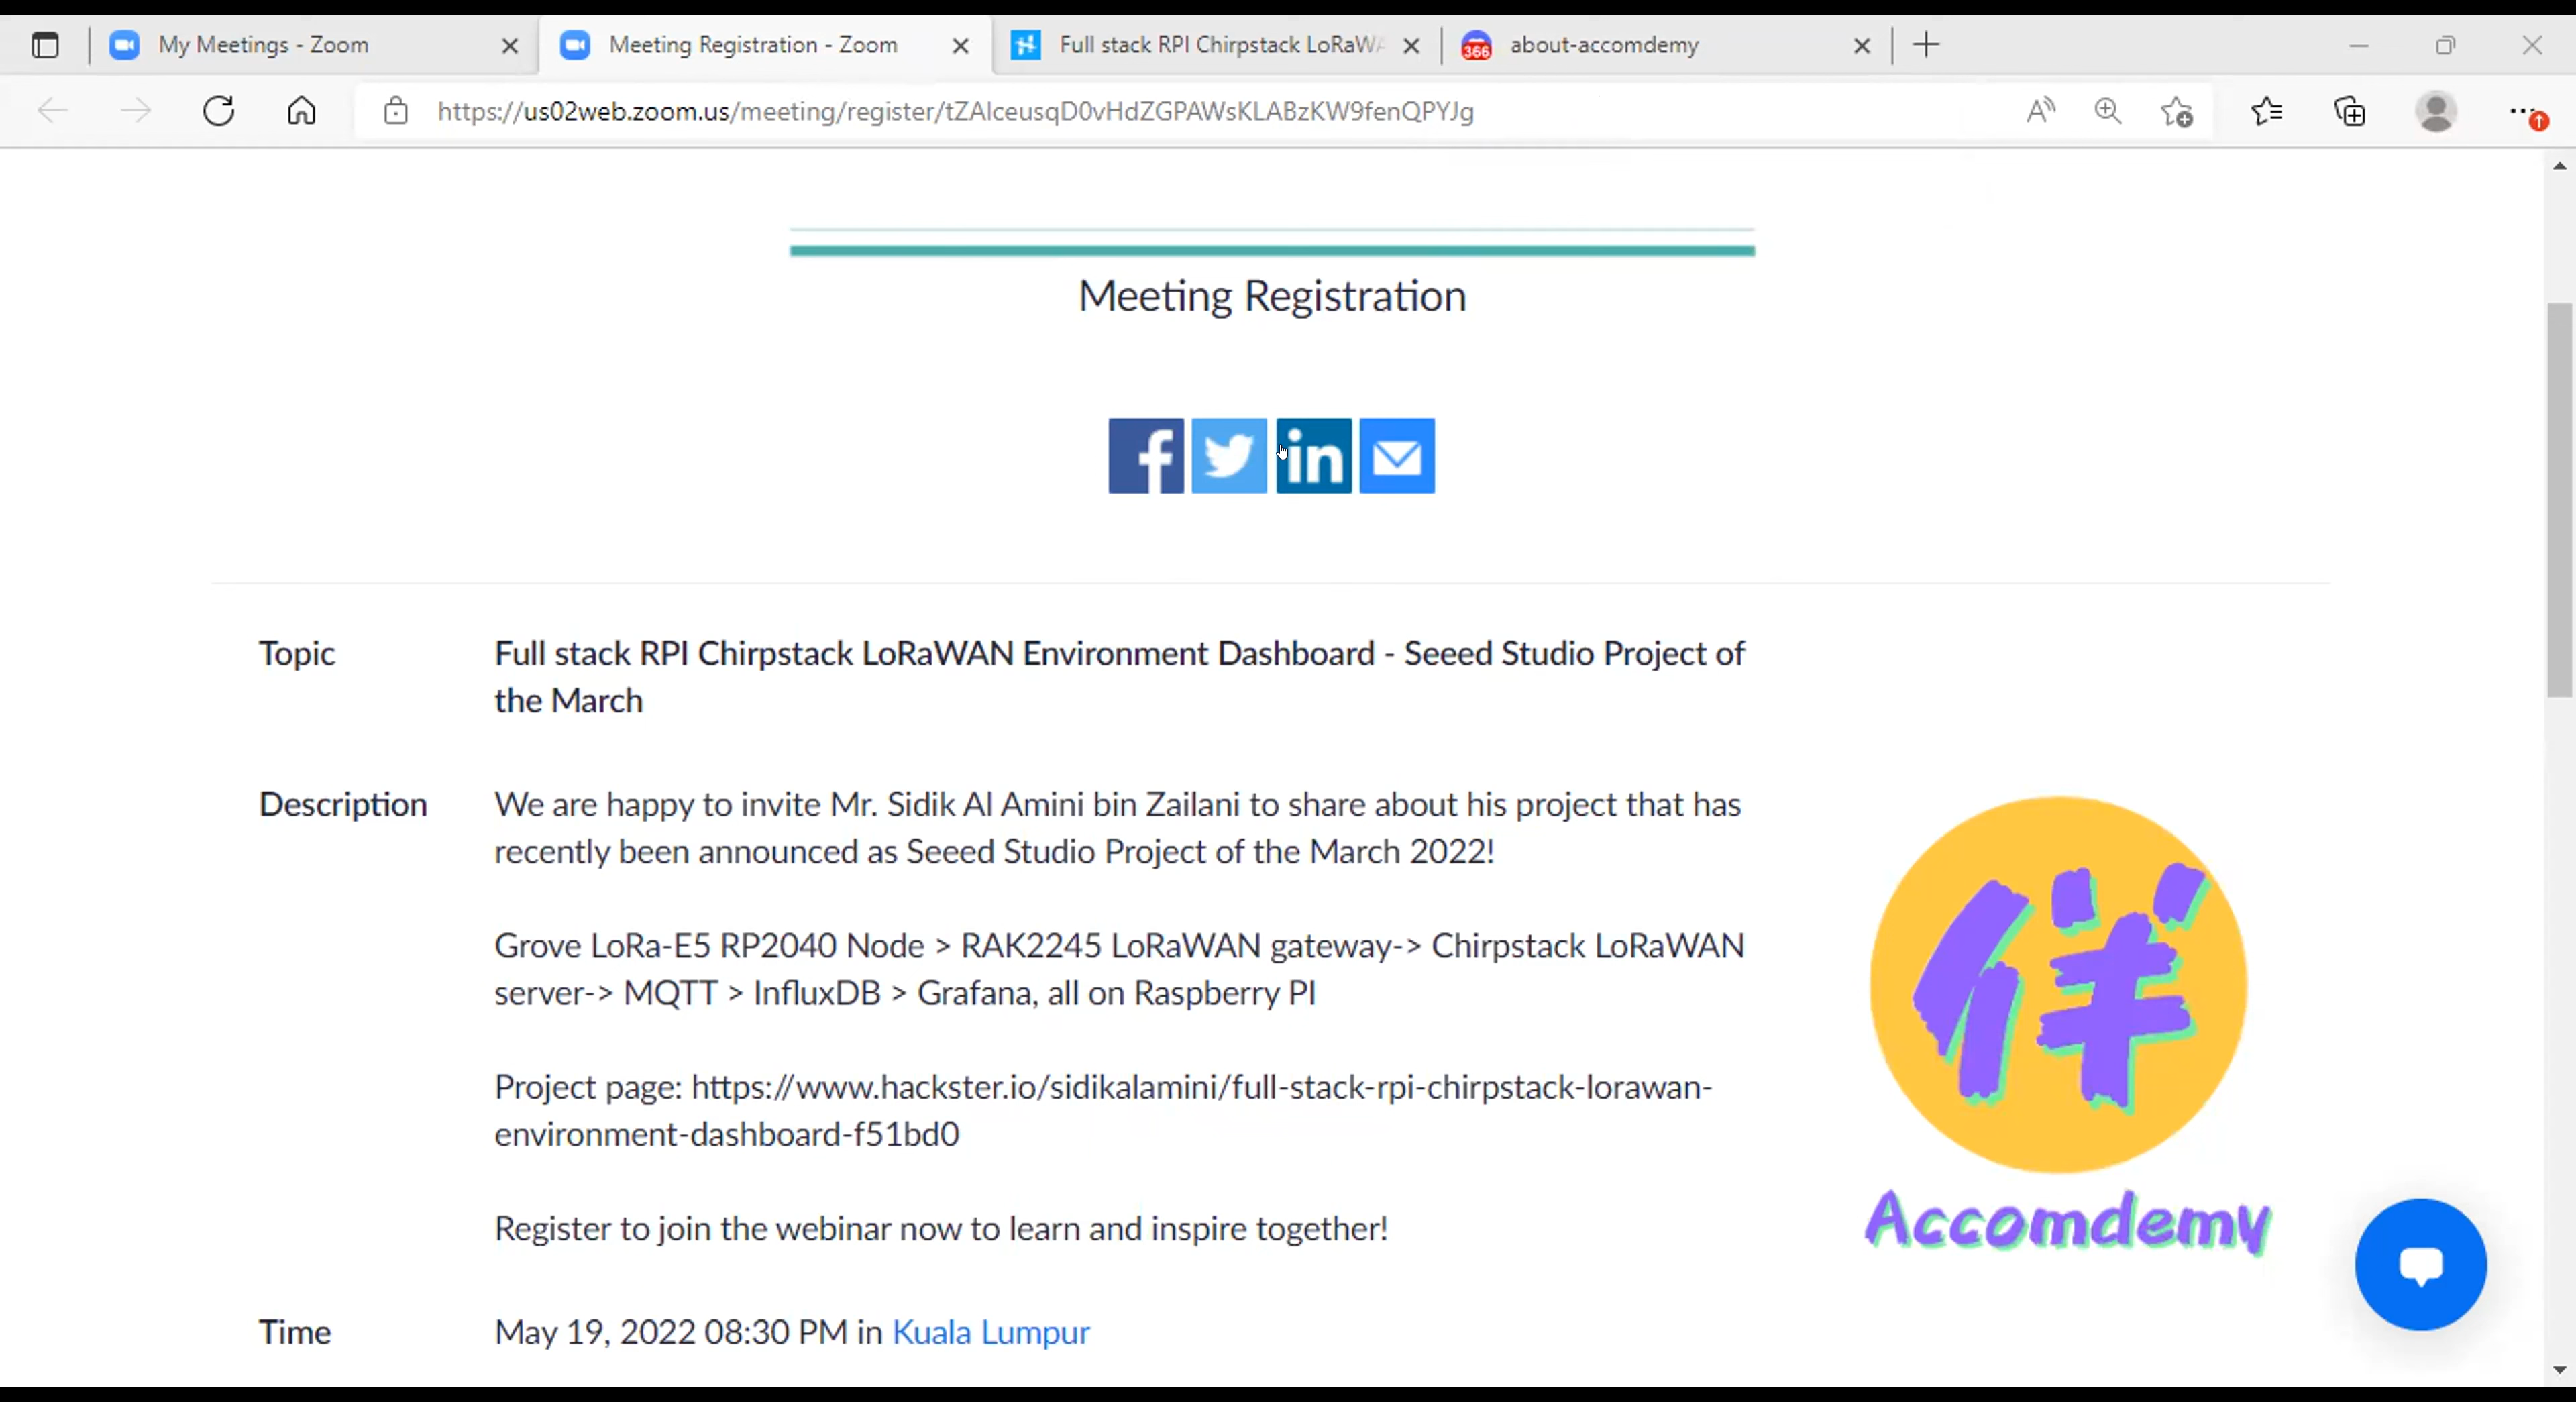 My Meetings - Zoom
Meeting Registration - Zoom
Full stack RPI Chirpstack LoRaWA
366
about-accomdemy
https://us02web.zoom.us/meeting/register/tZAlceusqD0vHdZGPAWsKLABzKW9fenQPYJg
Meeting Registration
Topic
Full stack RPI Chirpstack LoRaWAN Environment Dashboard - Seeed Studio Project of
the March
Description
We are happy to invite Mr. Sidik Al Amini bin Zailani to share about his project that has
recently been announced as Seeed Studio Project of the March 2022!
Grove LoRa-E5 RP2040 Node > RAK2245 LoRaWAN gateway-> Chirpstack LoRaWAN
server-> MQTT > InfluxDB > Grafana, all on Raspberry PI
Project page: https://www.hackster.io/sidikalamini/full-stack-rpi-chirpstack-lorawan-
environment-dashboard-f51bd0
Register to join the webinar now to learn and inspire together!
伴
Accomdemy
Time
May 19, 2022 08:30 PM in Kuala Lumpur